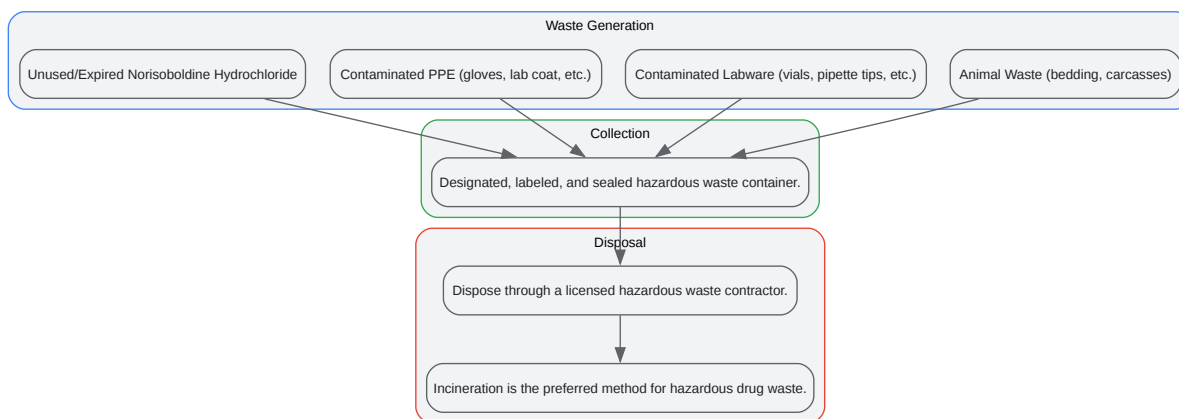 Waste Generation
Unused/Expired Norisoboldine Hydrochloride
Contaminated PPE (gloves, lab coat, etc.)
Contaminated Labware (vials, pipette tips, etc.)
Animal Waste (bedding, carcasses)
Collection
Designated, labeled, and sealed hazardous waste container.
Disposal
Dispose through a licensed hazardous waste contractor.
Incineration is the preferred method for hazardous drug waste.